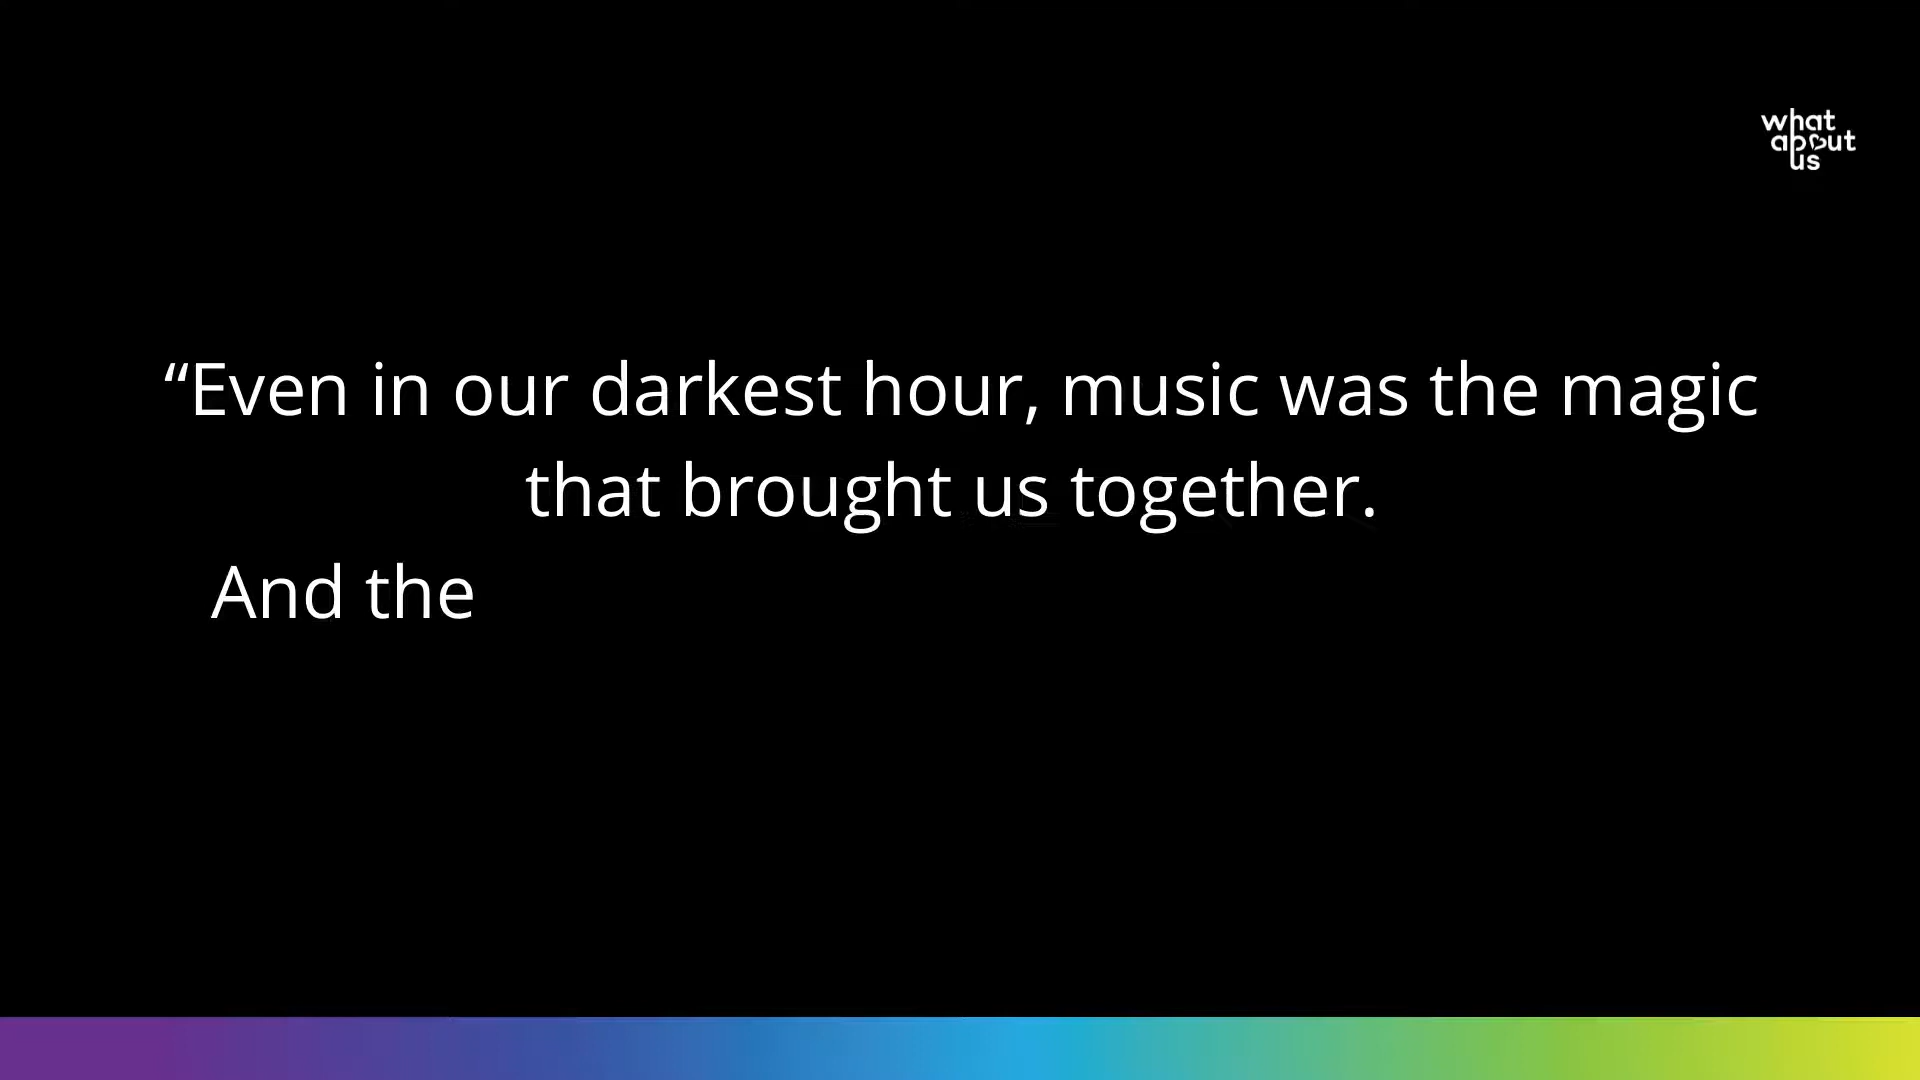 what
about
us
“Even in our darkest hour, music was the magic
that brought us together.
And the